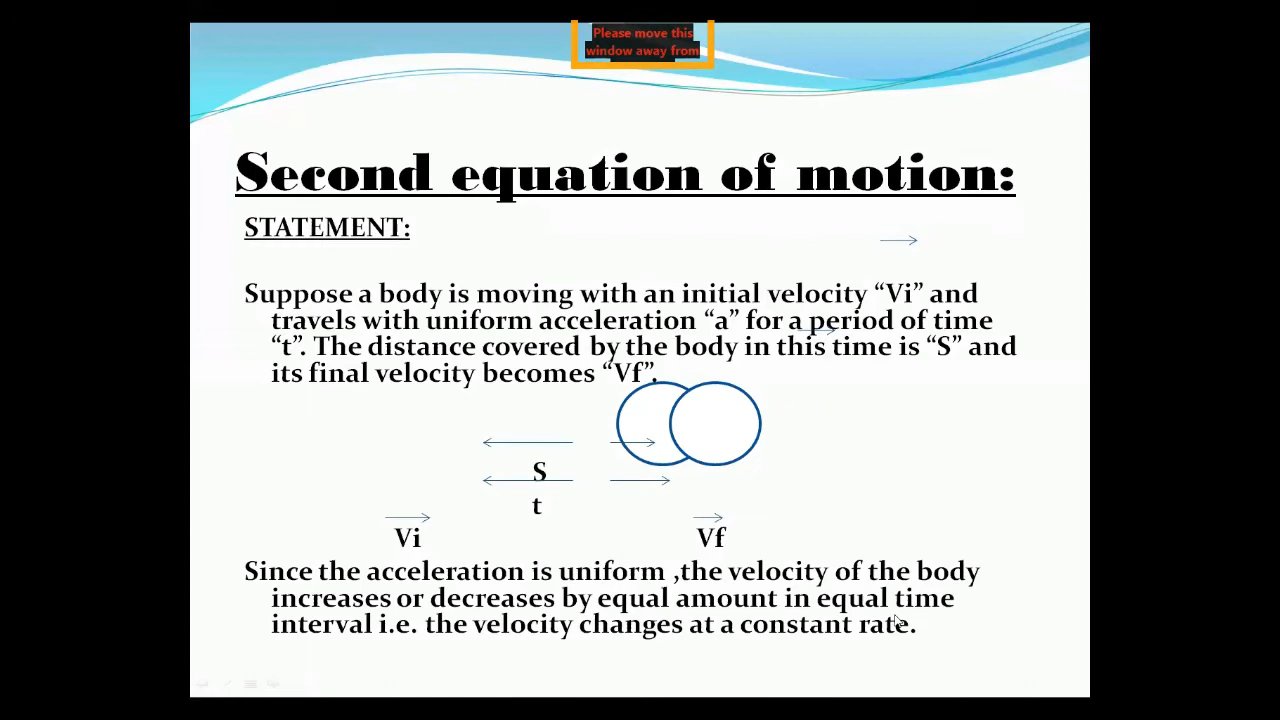 Please move this
window away from
Second equation of motion:
STATEMENT:
Suppose a body is moving with an initial velocity “Vi” and
travels with uniform acceleration “a” for a period of time
“t”. The distance covered by the body in this time is “S” and
its final velocity becomes “Vf”.
S
t
Vi Vf
Since the acceleration is uniform ,the velocity of the body
increases or decreases by equal amount in equal time
interval i.e. the velocity changes at a constant rate.